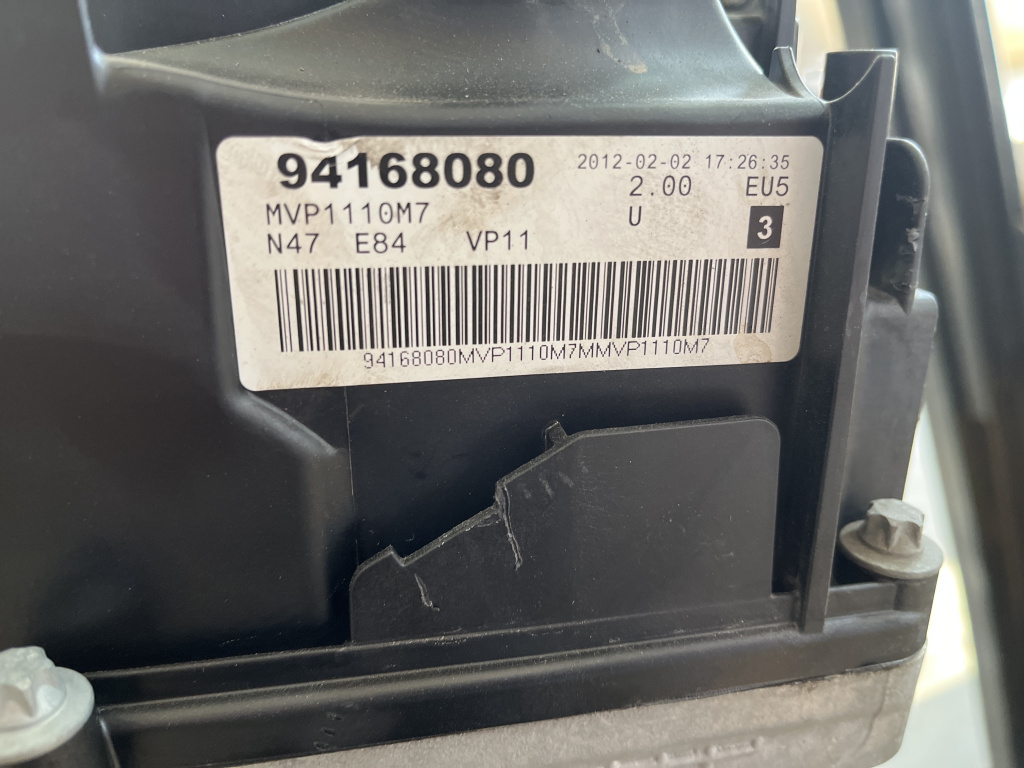 94168080 2012-02-02 17:26:35
MVP1110M7 2.00 EU5
N47 E84 VP11 U 3
94168080MVP1110M7MMVP1110M7